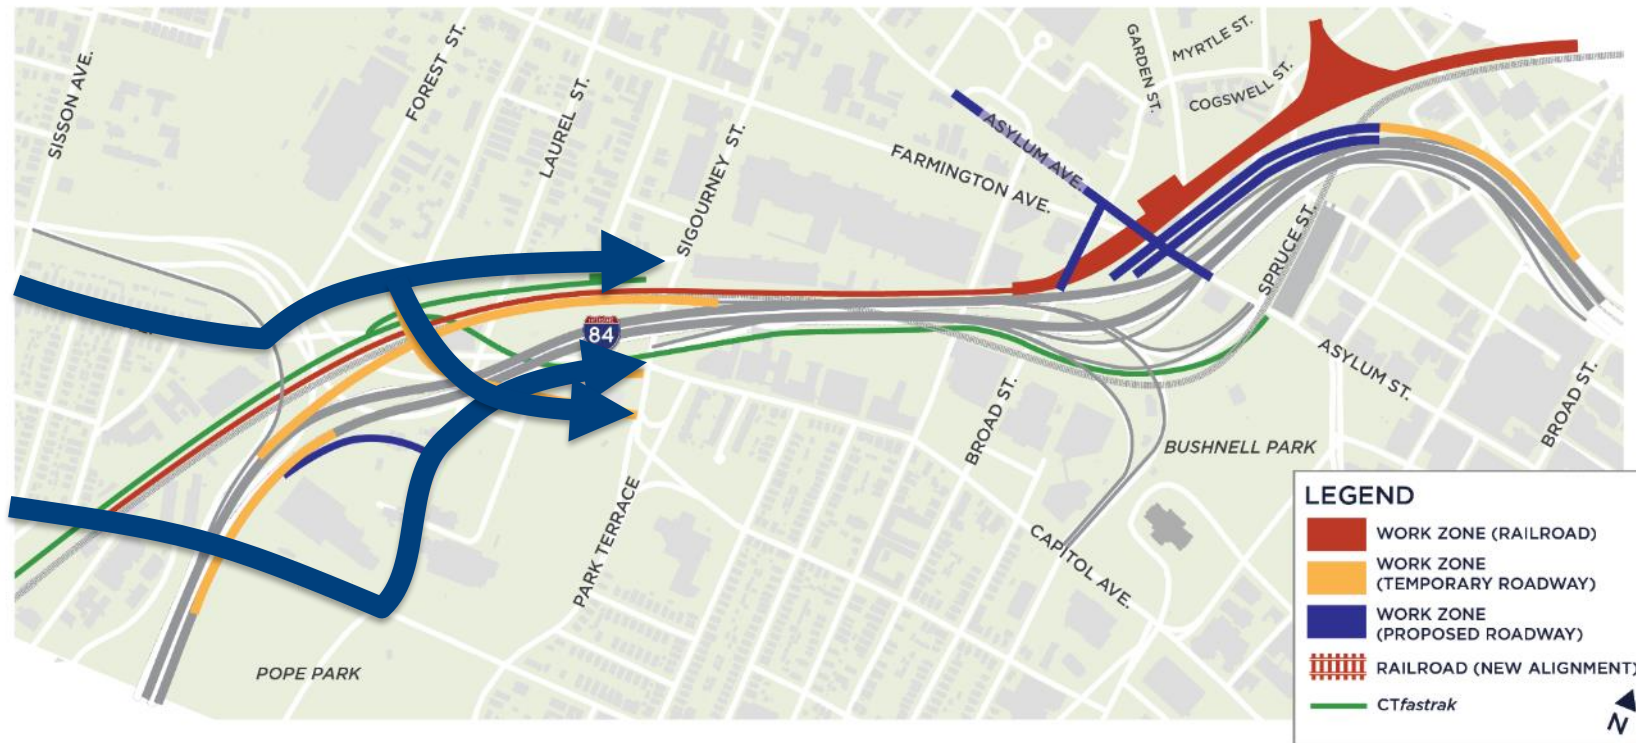 SISSON AVE.
FOREST ST.
LAUREL ST.
SIGOURNEY ST.
GARDEN ST.
MYRTLE ST.
COGSWELL ST.
ASYLUM AVE.
FARMINGTON AVE.
84
SPRUCE ST.
ASYLUM ST.
BROAD ST.
BROAD ST.
BUSHNELL PARK
PARK TERRACE
CAPITOL AVE.
POPE PARK
LEGEND
WORK ZONE (RAILROAD)
WORK ZONE
(TEMPORARY ROADWAY)
WORK ZONE
(PROPOSED ROADWAY)
RAILROAD (NEW ALIGNMENT)
CTfastrak
N